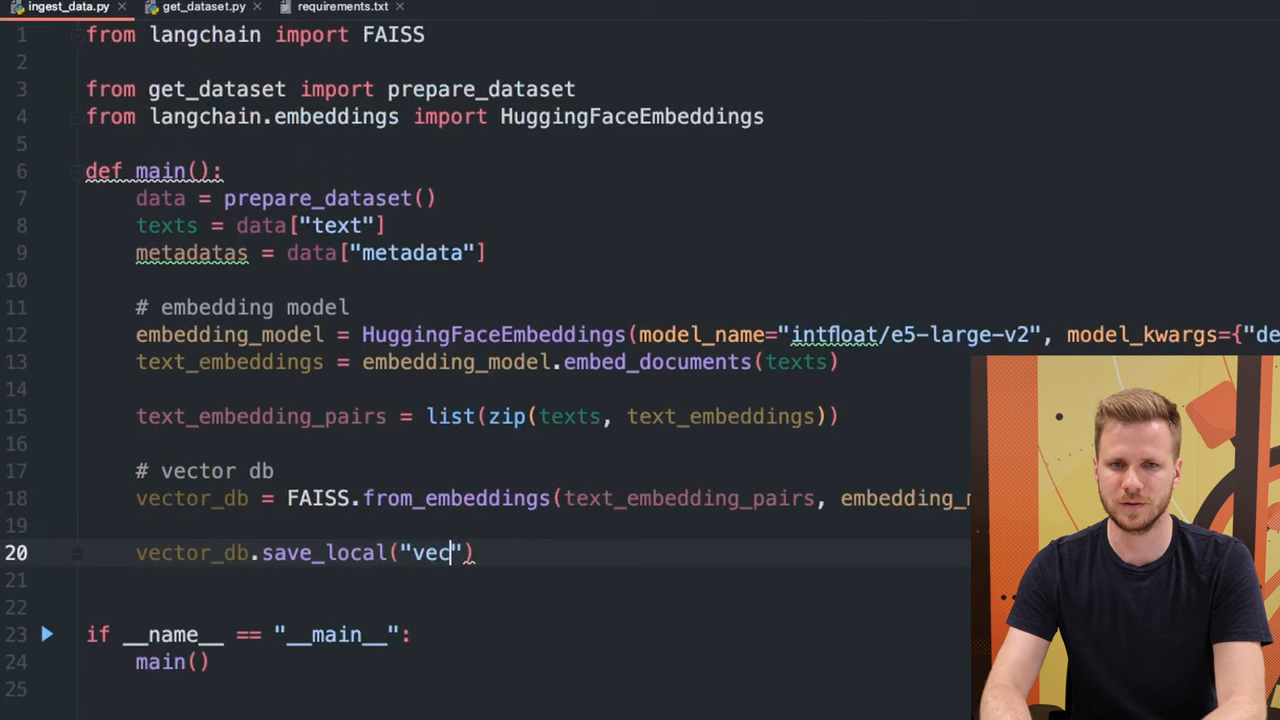 ingest_data.py × get_dataset.py × requirements.txt ×
1 from langchain import FAISS
2
3 from get_dataset import prepare_dataset
4 from langchain.embeddings import HuggingFaceEmbeddings
5
6 def main():
7 data = prepare_dataset()
8 texts = data["text"]
9 metadatas = data["metadata"]
10
11 # embedding model
12 embedding_model = HuggingFaceEmbeddings(model_name="intfloat/e5-large-v2", model_kwargs={"de
13 text_embeddings = embedding_model.embed_documents(texts)
14
15 text_embedding_pairs = list(zip(texts, text_embeddings))
16
17 # vector db
18 vector_db = FAISS.from_embeddings(text_embedding_pairs, embedding_m
19
20 vector_db.save_local("vec")
21
22
23 if __name__ == "__main__":
24 main()
25